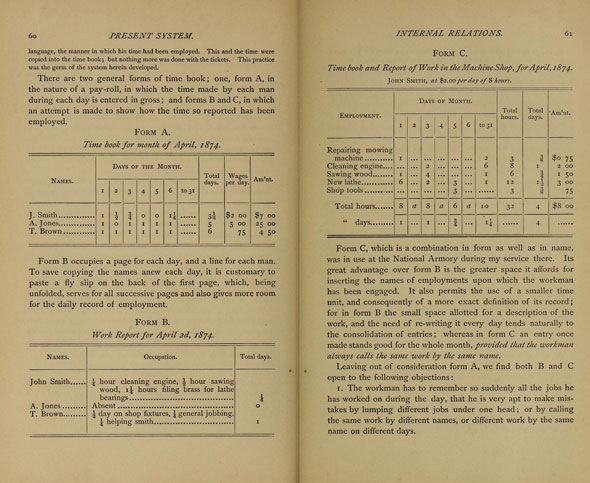 60
PRESENT SYSTEM.
language, the manner in which his time had been employed. This and the time were
copied into the time book; but nothing more was done with the tickets. This practice
was the germ of the system herein developed.
There are two general forms of time book; one, form A, in
the nature of a pay-roll, in which the time made by each man
during each day is entered in gross; and forms B and C, in which
an attempt is made to show how the time so reported has been
employed.
FORM A.
Time book for month of April, 1874.
NAMES. DAYS OF THE MONTH. Total days. Wages per day. Am'nt.
1 2 3 4 5 6 to 31
J. Smith 1 ½ 0 0 1¼ $2 00 $7 00
A. Jones 1 0 1 1 1 1 5 5 00 25 00
T. Brown 1 1 1 1 1 1 6 75 4 50
Form B occupies a page for each day, and a line for each man.
To save copying the names anew each day, it is customary to
paste a fly slip on the back of the first page, which, being
unfolded, serves for all successive pages and also gives more room
for the daily record of employment.
FORM B.
Work Report for April 2d, 1874.
NAMES. Occupation. Total days.
John Smith hour cleaning engine, ½ hour sawing
wood, hours filing brass for lathe
bearings
A. Jones Absent 0
T. Brown ½ day on shop fixtures, ¼ general jobbing,
¼ helping smith 1
INTERNAL RELATIONS.
61
FORM C.
Time book and Report of Work in the Machine Shop, for April, 1874.
JOHN SMITH, at $2.00 per day of 8 hours.
EMPLOYMENT. DAYS OF MONTH. Total hours. Total days. Am'nt.
1 2 3 4 5 6 to 31
Repairing mowing
machine 1 ... ... ... ... ... 2 3 ⅜ $0 75
Cleaning engine ... ... 2 ... ... ... 6 8 1 2 00
Sawing wood 1 ... 4 ... ... ... 1 6 ¾ 1 50
New lathe 6 ... 2 ... 3 ... 1 12 1½ 3 00
Shop tools ... ... ... ... 3 ... 3 ⅜ 75
Total hours 8 a 8 a 6 a 10 32 4 $8 00
" days 1 ... 1 ... ¾ ... 1¼ 4
Form C, which is a combination in form as well as in name,
was in use at the National Armory during my service there. Its
great advantage over form B is the greater space it affords for
inserting the names of employments upon which the workman
has been engaged. It also permits the use of a smaller time
unit, and consequently of a more exact definition of its record;
for in form B the small space allotted for a description of the
work, and the need of re-writing it every day tends naturally to
the consolidation of entries; whereas in form C an entry once
made stands good for the whole month, provided that the workman
always calls the same work by the same name.
Leaving out of consideration form A, we find both B and C
open to the following objections:
1. The workman has to remember so suddenly all the jobs he
has worked on during the day, that he is very apt to make mis-
takes by lumping different jobs under one head; or by calling
the same work by different names, or different work by the same
name on different days.